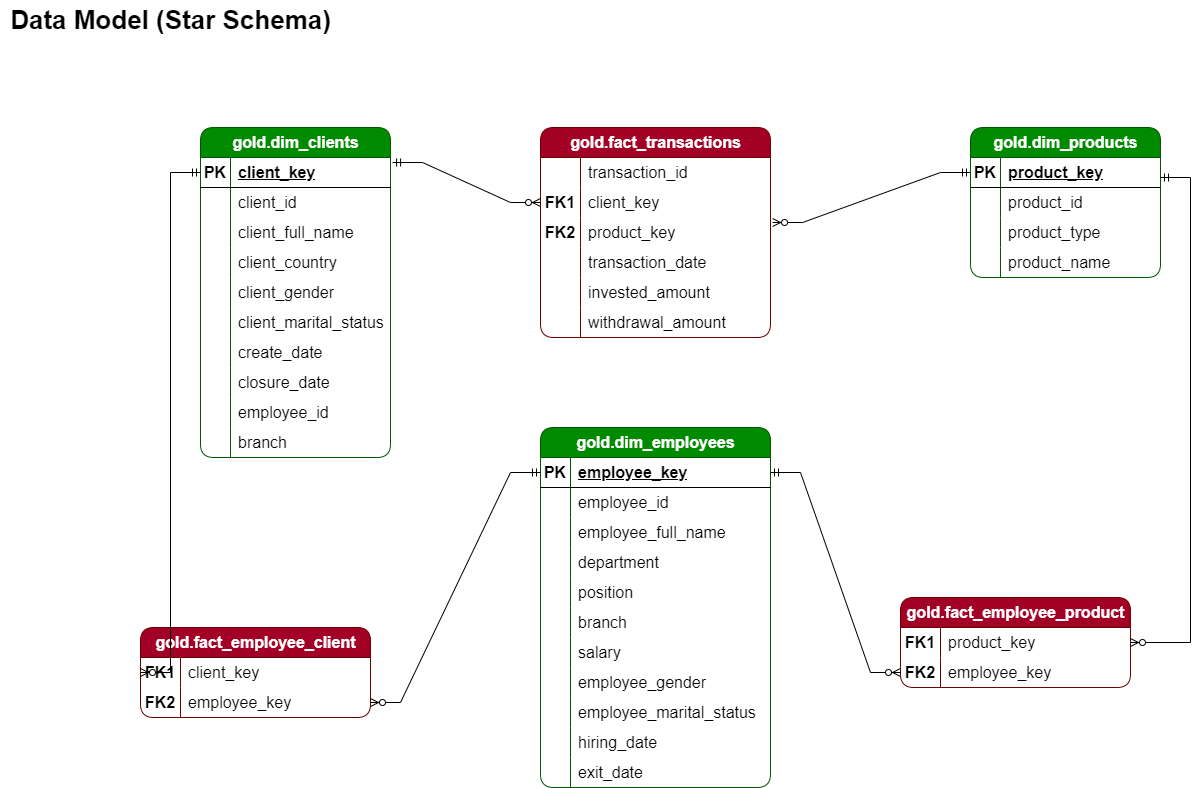 Data Model (Star Schema)
gold.dim_clients
PK client_key
client_id
client_full_name
client_country
client_gender
client_marital_status
create_date
closure_date
employee_id
branch
gold.fact_transactions
transaction_id
FK1 client_key
FK2 product_key
transaction_date
invested_amount
withdrawal_amount
gold.dim_products
PK product_key
product_id
product_type
product_name
gold.dim_employees
PK employee_key
employee_id
employee_full_name
department
position
branch
salary
employee_gender
employee_marital_status
hiring_date
exit_date
gold.fact_employee_client
FK1 client_key
FK2 employee_key
gold.fact_employee_product
FK1 product_key
FK2 employee_key